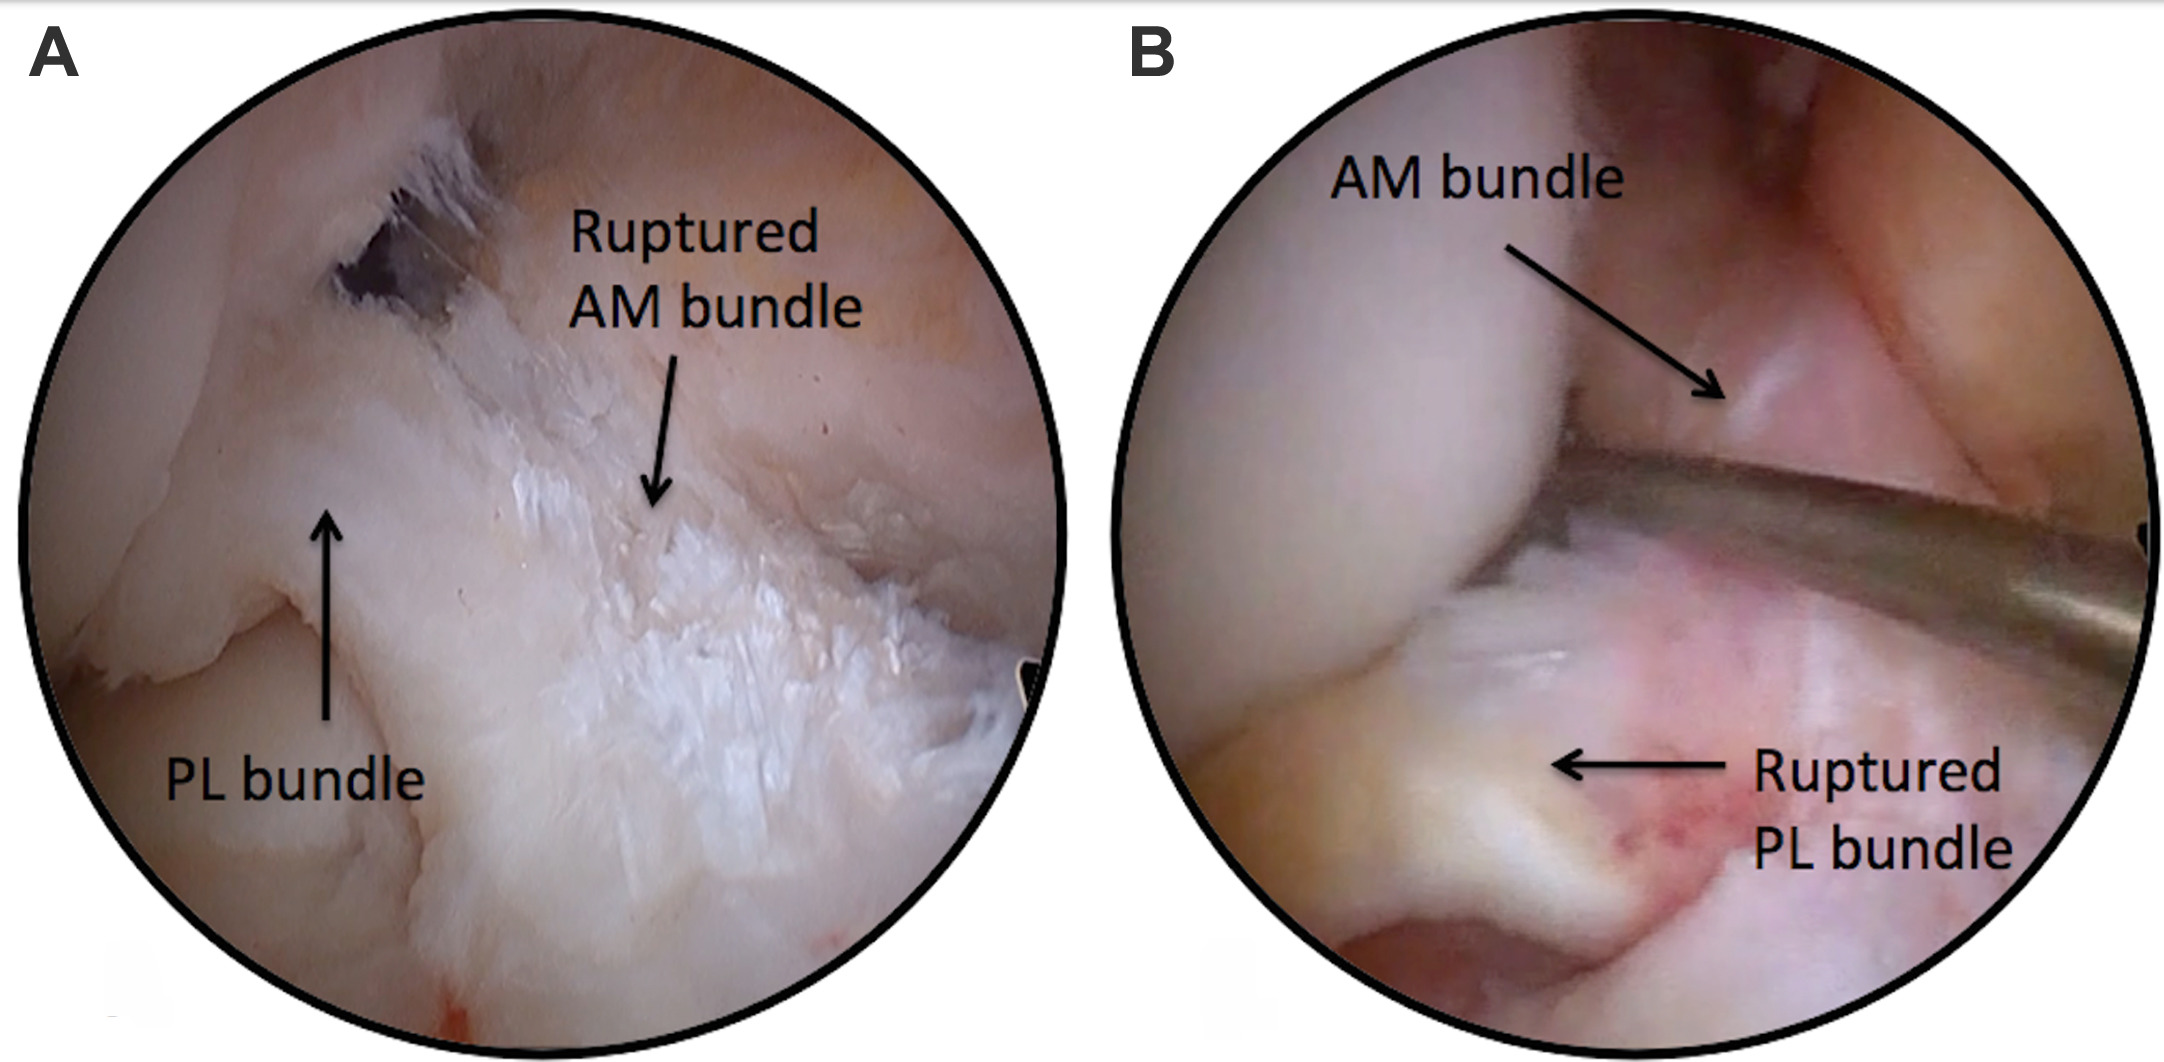 A
Ruptured
AM bundle
PL bundle
B
AM bundle
Ruptured
PL bundle